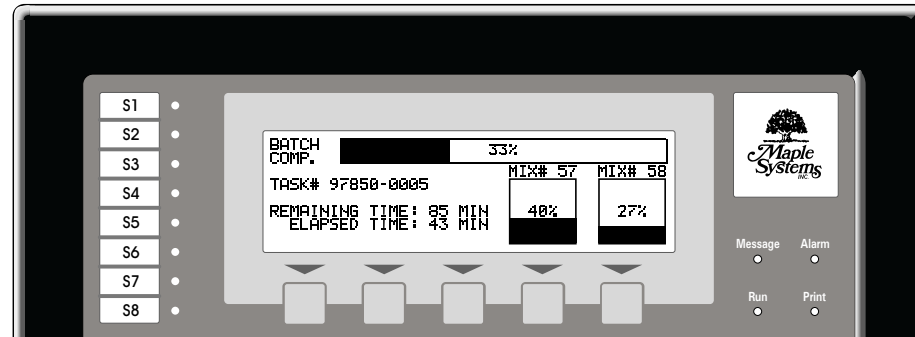 S1
S2
S3
S4
S5
S6
S7
S8
BATCH
COMP.
33%
TASK# 97850-0005
REMAINING TIME: 85 MIN
ELAPSED TIME: 43 MIN
MIX# 57
40%
MIX# 58
27%
Maple
Systems
INC.
Message
Alarm
Run
Print